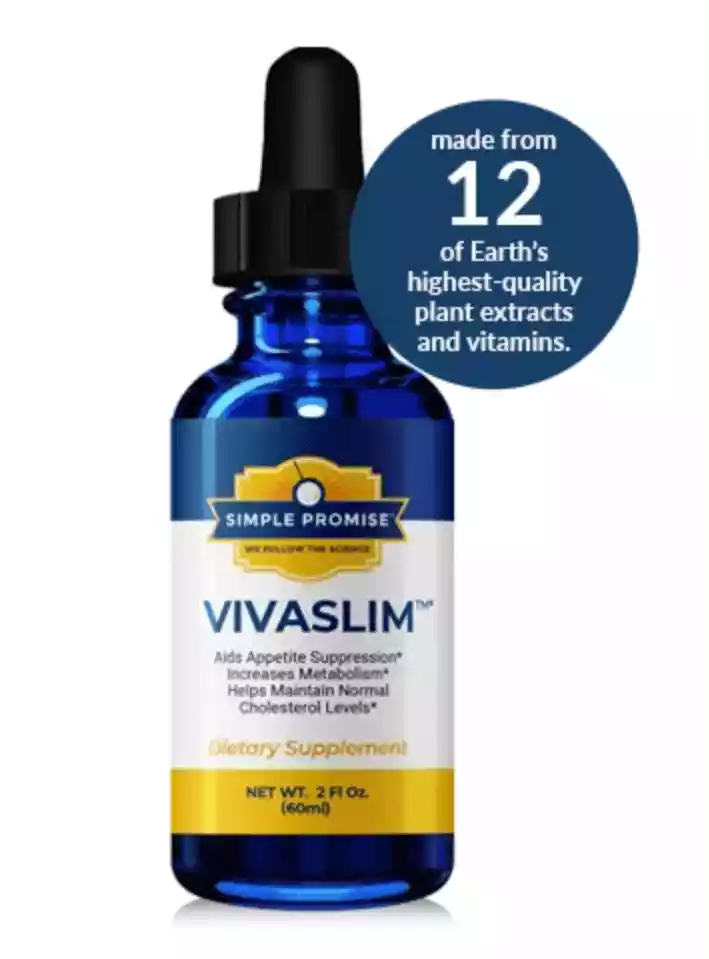 made from
12
of Earth's
highest-quality
plant extracts
and vitamins.
SIMPLE PROMISE™
WE FOLLOW THE SCIENCE
VIVASLIM™*
Aids Appetite Suppression*
Increases Metabolism*
Helps Maintain Normal
Cholesterol Levels*
Dietary Supplement
NET WT. 2 Fl Oz.
(60ml)